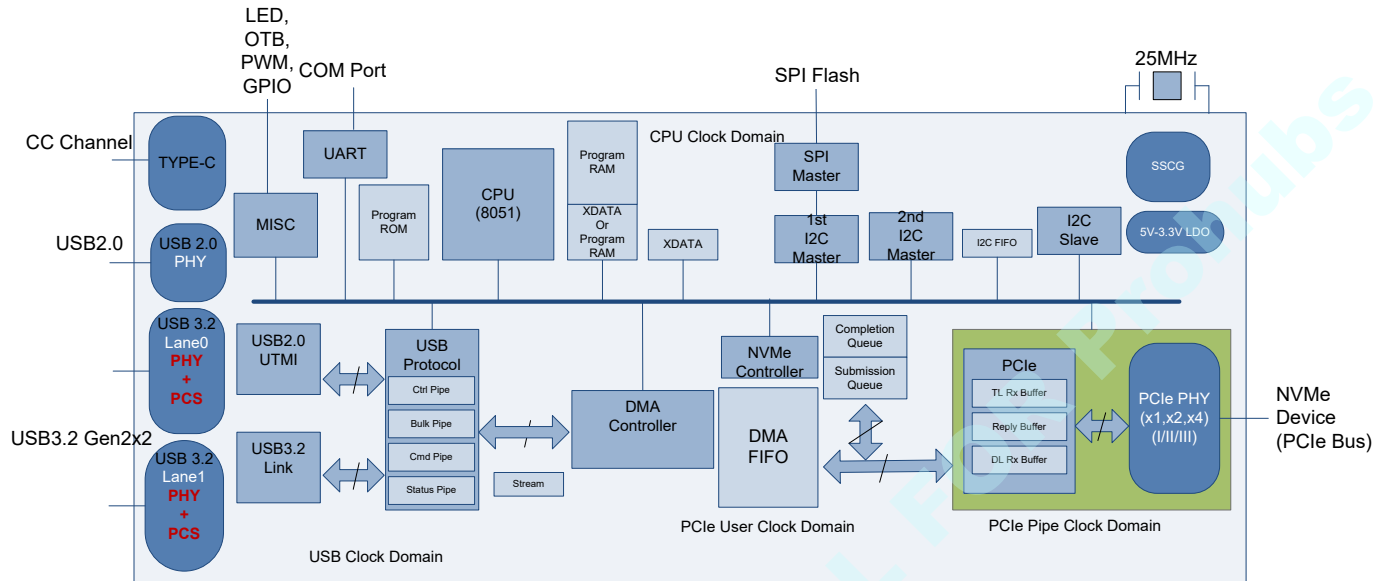 LED,
OTB,
PWM,
GPIO
COM Port
SPI Flash
25MHz
CC Channel
TYPE-C
UART
CPU Clock Domain
Program
RAM
SPI
Master
SSCG
MISC
Program
ROM
CPU
(8051)
XDATA
Or
Program
RAM
XDATA
1st
I2C
Master
2nd
I2C
Master
I2C FIFO
I2C
Slave
5V-3.3V LDO
USB2.0
USB 2.0
PHY
USB 3.2
Lane0
PHY
+
PCS
USB2.0
UTMI
USB
Protocol
Ctrl Pipe
Bulk Pipe
Cmd Pipe
Status Pipe
Stream
DMA
Controller
NVMe
Controller
Completion
Queue
Submission
Queue
DMA
FIFO
PCIe
TL Rx Buffer
Reply Buffer
DL Rx Buffer
PCIe PHY
(x1,x2,x4)
(I/II/III)
NVMe
Device
(PCIe Bus)
USB3.2 Gen2x2
USB 3.2
Lane1
PHY
+
PCS
USB3.2
Link
USB Clock Domain
PCIe User Clock Domain
PCIe Pipe Clock Domain
FOR Prohubs